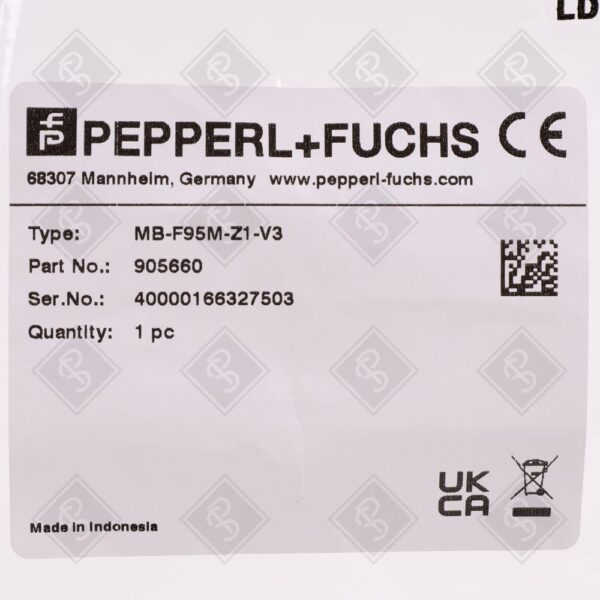 LD
PEPPERL+FUCHS CE
68307 Mannheim, Germany www.pepperl-fuchs.com
Type: MB-F95M-Z1-V3
Part No.: 905660
Ser.No.: 40000166327503
Quantity: 1 pc
UK
CA
Made in Indonesia